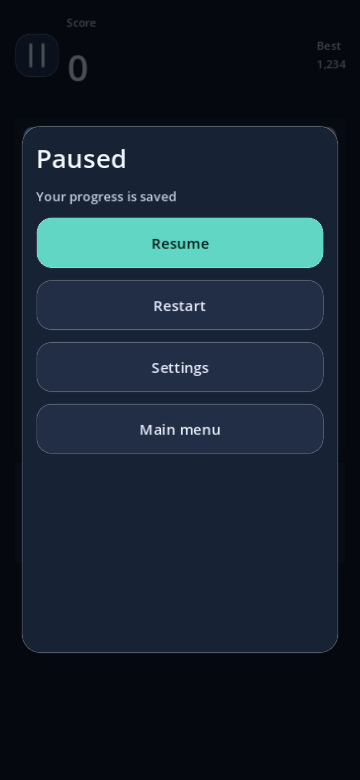 Score
0
Best
1,234
Paused
Your progress is saved
Resume
Restart
Settings
Main menu